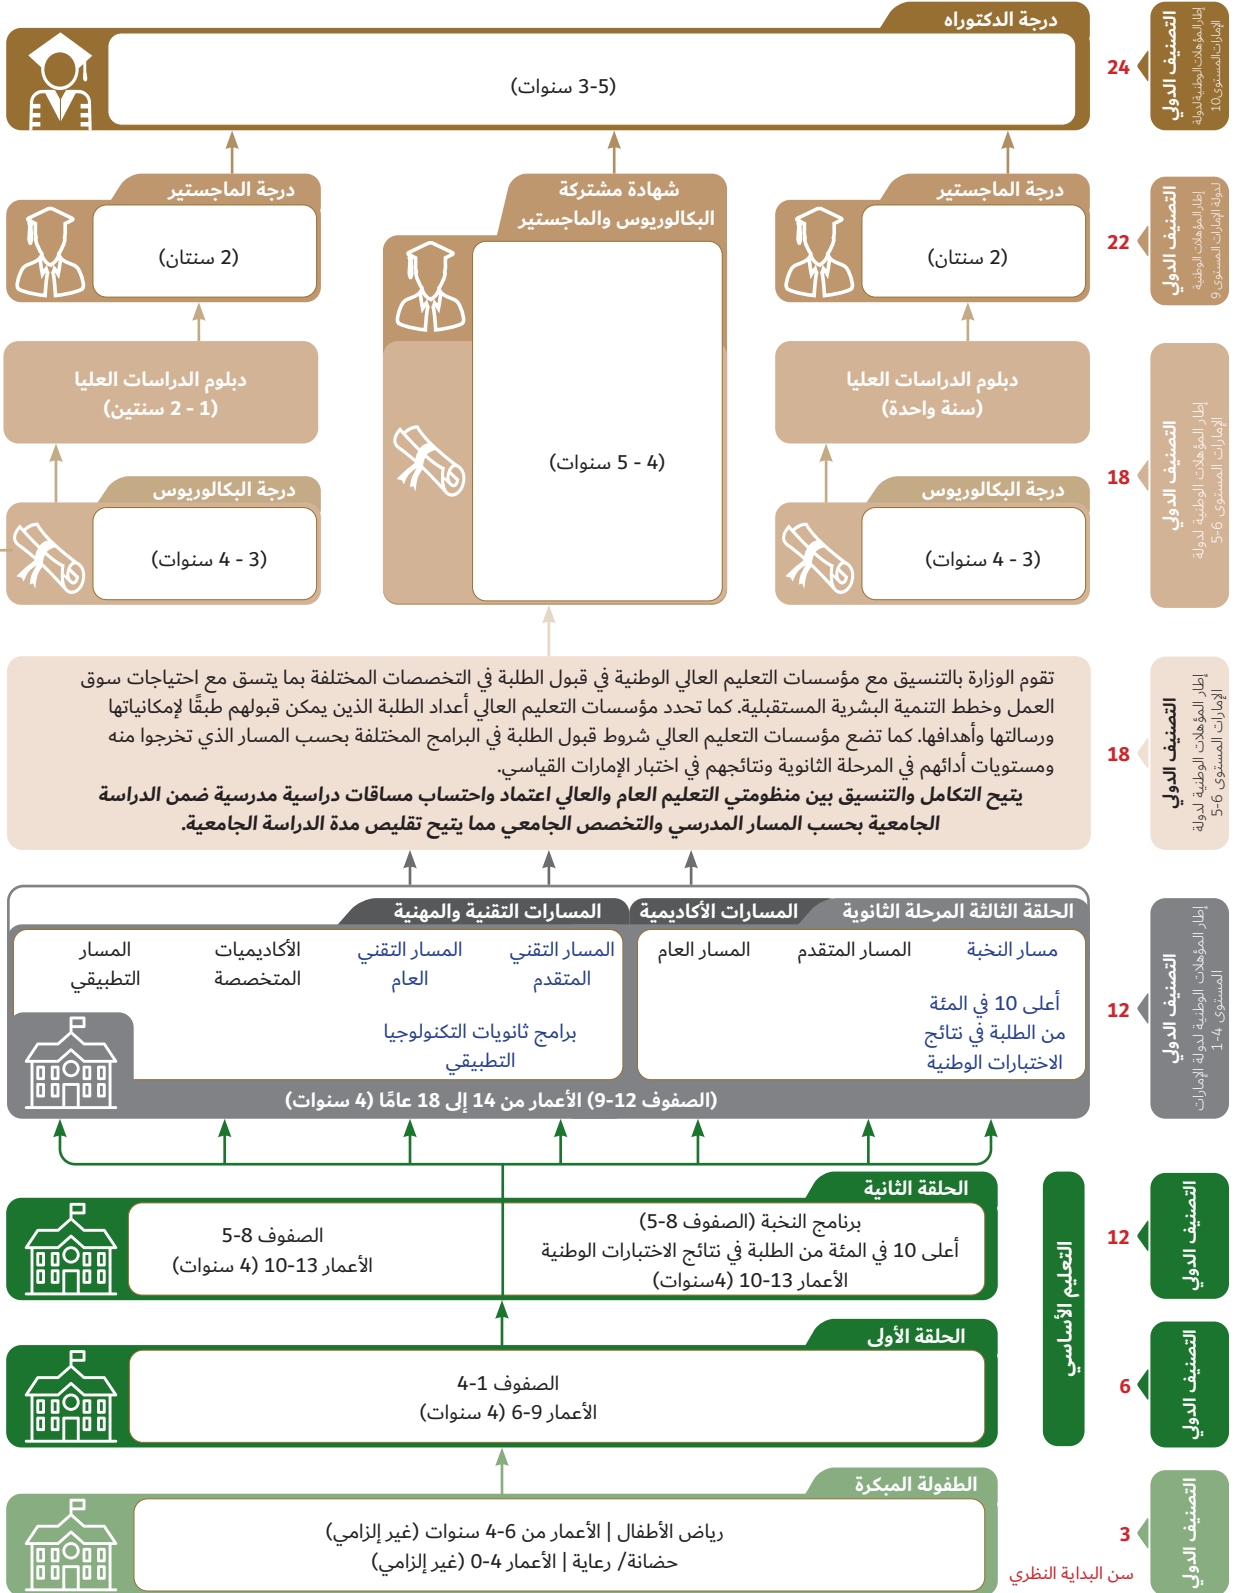 درجة الدكتوراه
(3-5 سنوات)
24
التصنيف الدولي
إطار المؤهلات الوطنية لدولة
الإمارات المستوى 10
درجة الماجستير
(2 سنتان)
شهادة مشتركة
البكالوريوس والماجستير
(4 - 5 سنوات)
درجة الماجستير
(2 سنتان)
22
التصنيف الدولي
إطار المؤهلات الوطنية
لدولة الإمارات المستوى 9
دبلوم الدراسات العليا
(سنة واحدة)
دبلوم الدراسات العليا
(1 - 2 سنتين)
درجة البكالوريوس
(3 - 4 سنوات)
درجة البكالوريوس
(3 - 4 سنوات)
18
التصنيف الدولي
إطار المؤهلات الوطنية لدولة
الإمارات المستوى 6-5
تقوم الوزارة بالتنسيق مع مؤسسات التعليم العالي الوطنية في قبول الطلبة في التخصصات المختلفة بما يتسق مع احتياجات سوق
العمل وخطط التنمية البشرية المستقبلية. كما تحدد مؤسسات التعليم العالي أعداد الطلبة الذين يمكن قبولهم طبقًا لإمكانياتها
ورسالتها وأهدافها. كما تضع مؤسسات التعليم العالي شروط قبول الطلبة في البرامج المختلفة بحسب المسار الذي تخرجوا منه
ومستويات أدائهم في المرحلة الثانوية ونتائجهم في اختبار الإمارات القياسي.
يتيح التكامل والتنسيق بين منظومتي التعليم العام والعالي اعتماد واحتساب مساقات دراسية مدرسية ضمن الدراسة
الجامعية بحسب المسار المدرسي والتخصص الجامعي مما يتيح تقليص مدة الدراسة الجامعية.
18
التصنيف الدولي
إطار المؤهلات الوطنية لدولة
الإمارات المستوى 6-5
الحلقة الثالثة المرحلة الثانوية
المسارات الأكاديمية
المسارات التقنية والمهنية
مسار النخبة
أعلى 10 في المئة
من الطلبة في نتائج
الاختبارات الوطنية
المسار المتقدم
المسار العام
المسار التقني
المتقدم
المسار التقني
العام
برامج ثانويات التكنولوجيا
التطبيقي
الأكاديميات
المتخصصة
المسار
التطبيقي
(الصفوف 12-9) الأعمار من 14 إلى 18 عامًا (4 سنوات)
12
التصنيف الدولي
إطار المؤهلات الوطنية لدولة الإمارات
المستوى 4-1
الحلقة الثانية
برنامج النخبة (الصفوف 8-5)
أعلى 10 في المئة من الطلبة في نتائج الاختبارات الوطنية
الأعمار 13-10 (4سنوات)
الصفوف 8-5
الأعمار 13-10 (4 سنوات)
12
التصنيف الدولي
التعليم الأساسي
الحلقة الأولى
الصفوف 1-4
الأعمار 9-6 (4 سنوات)
6
التصنيف الدولي
الطفولة المبكرة
رياض الأطفال | الأعمار من 6-4 سنوات (غير إلزامي)
حضانة/ رعاية | الأعمار 4-0 (غير إلزامي)
3
سن البداية النظري
التصنيف الدولي